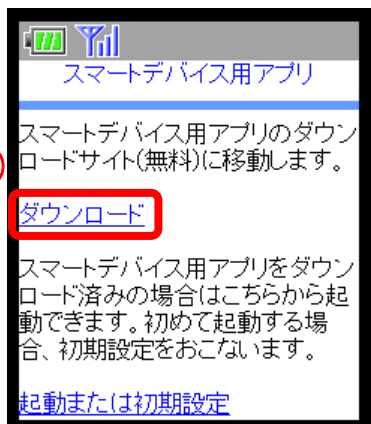 スマートデバイス用アプリ
スマートデバイス用アプリのダウン
ロードサイト(無料)に移動します。
ダウンロード
スマートデバイス用アプリをダウン
ロード済みの場合はこちらから起
動できます。初めて起動する場
合、初期設定をおこないます。
起動または初期設定